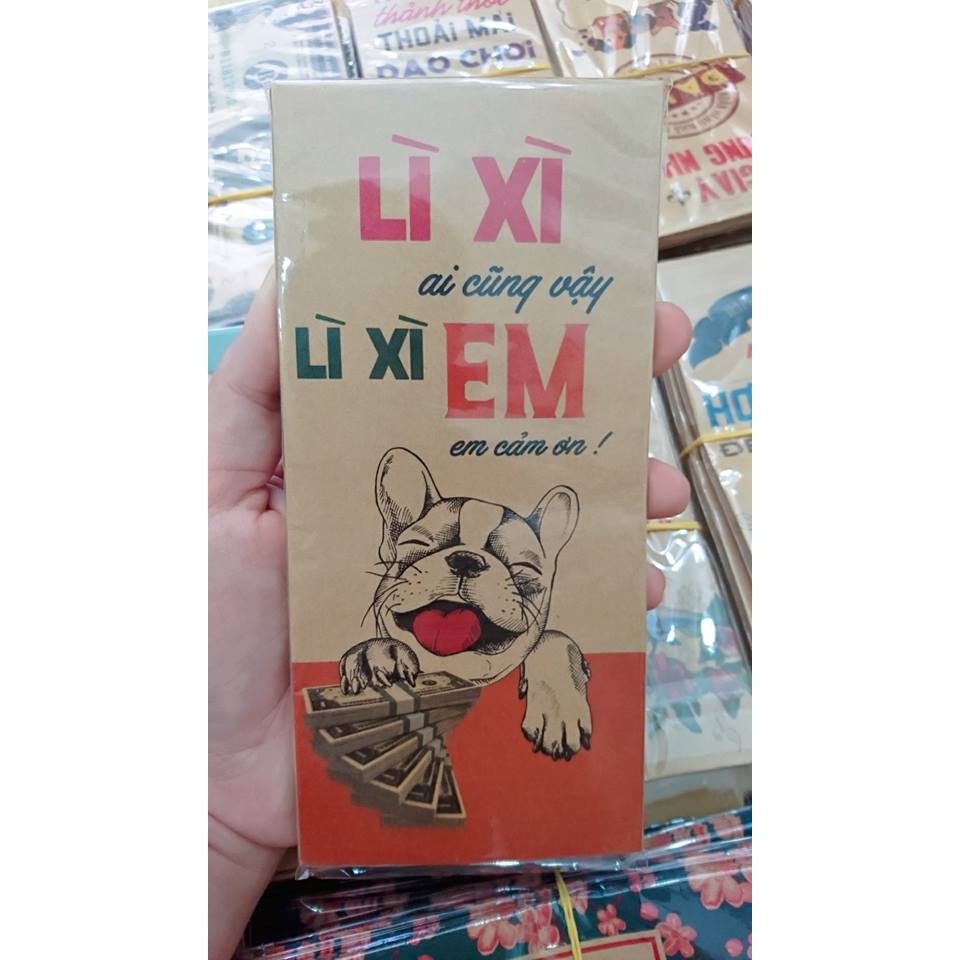 thảnh thơi
THOẢI MÁI
DẠO CHƠI
LÌ XÌ
ai cũng vậy
LÌ XÌ EM
em cảm ơn !